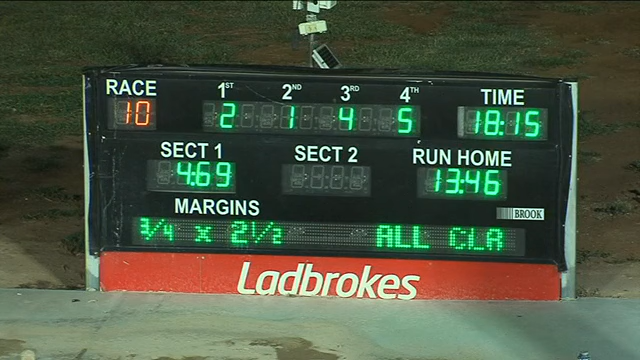 RACE 1ST 2ND 3RD 4TH TIME
10 2 1 4 5 18:15
SECT 1 SECT 2 RUN HOME
4.69 13:46
MARGINS
BROOK
3/4 x 2 1/2 ALL CLA
Ladbrokes